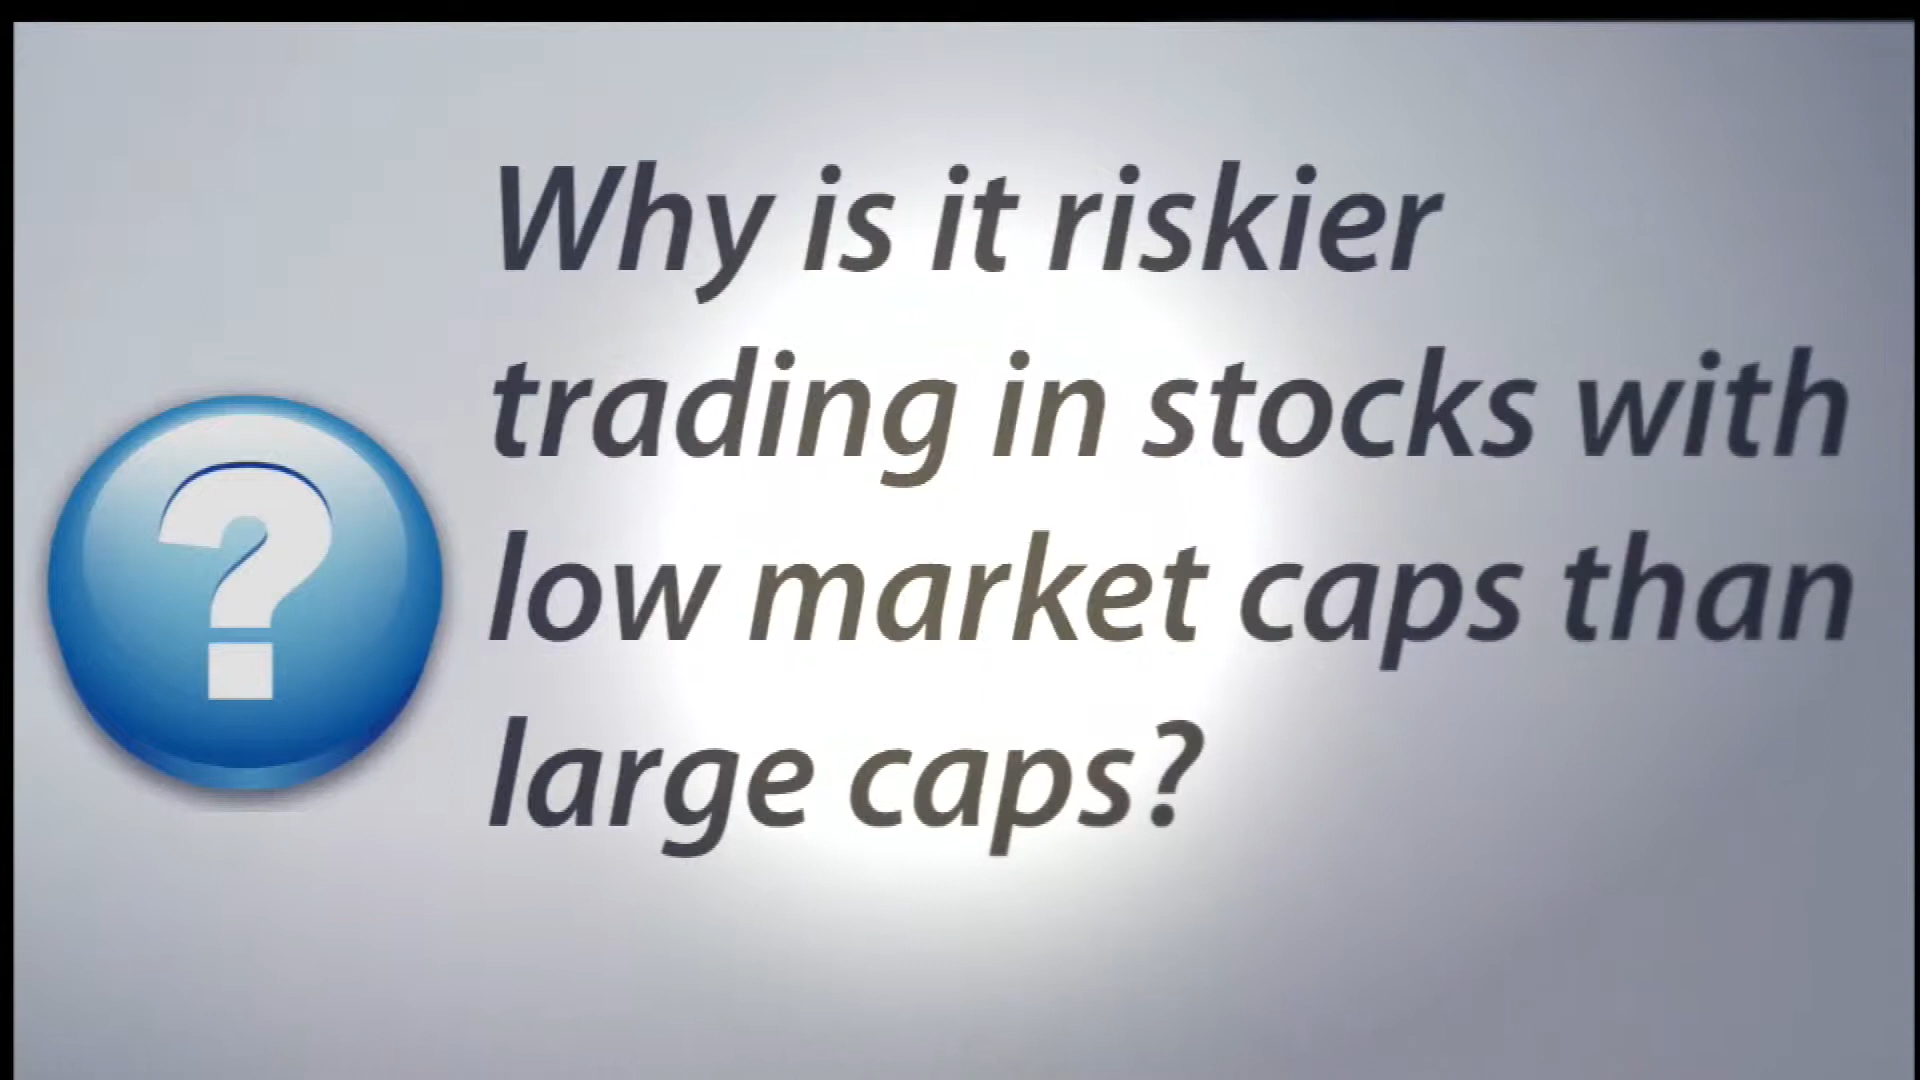 Why is it riskier
trading in stocks with
low market caps than
large caps?
?